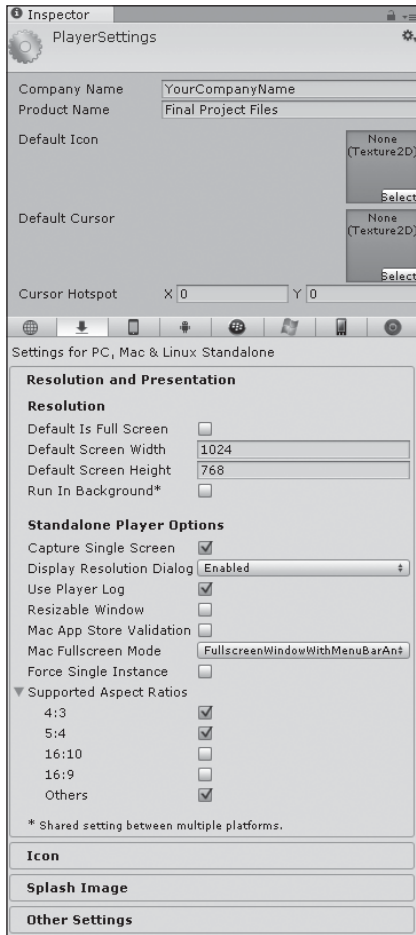 Inspector
PlayerSettings
Company Name YourCompanyName
Product Name Final Project Files
Default Icon
None
(Texture2D)
Select
Default Cursor
None
(Texture2D)
Select
Cursor Hotspot X 0 Y 0
Settings for PC, Mac & Linux Standalone
Resolution and Presentation
Resolution
Default Is Full Screen
Default Screen Width 1024
Default Screen Height 768
Run In Background*
Standalone Player Options
Capture Single Screen
Display Resolution Dialog Enabled
Use Player Log
Resizable Window
Mac App Store Validation
Mac Fullscreen Mode FullscreenWindowWithMenuBarAn
Force Single Instance
Supported Aspect Ratios
4:3
5:4
16:10
16:9
Others
* Shared setting between multiple platforms.
Icon
Splash Image
Other Settings